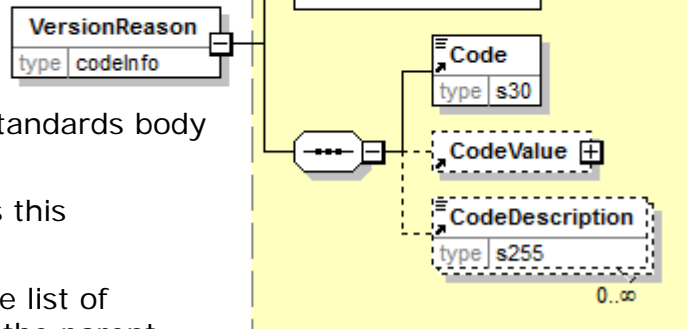 VersionReason
type codeInfo
Code
type s30
tandards body
CodeValue
s this
CodeDescription
type s255
e list of
0..∞
the parent